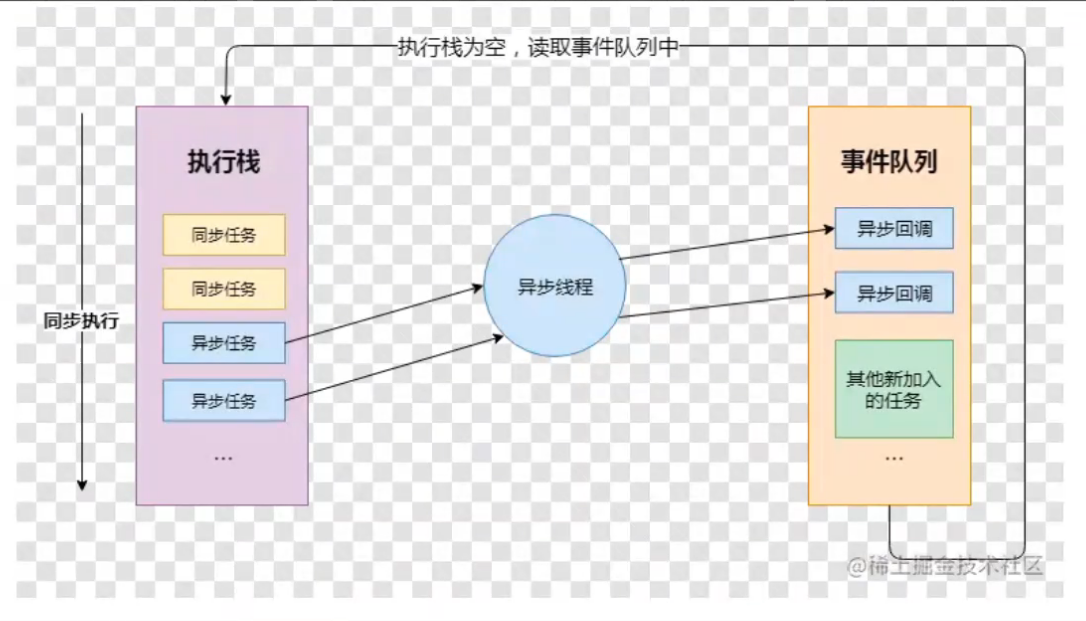 执行栈为空，读取事件队列中
执行栈
同步任务
同步任务
异步任务
异步任务
...
同步执行
异步线程
事件队列
异步回调
异步回调
其他新加入
的任务
...
@稀土掘金技术社区